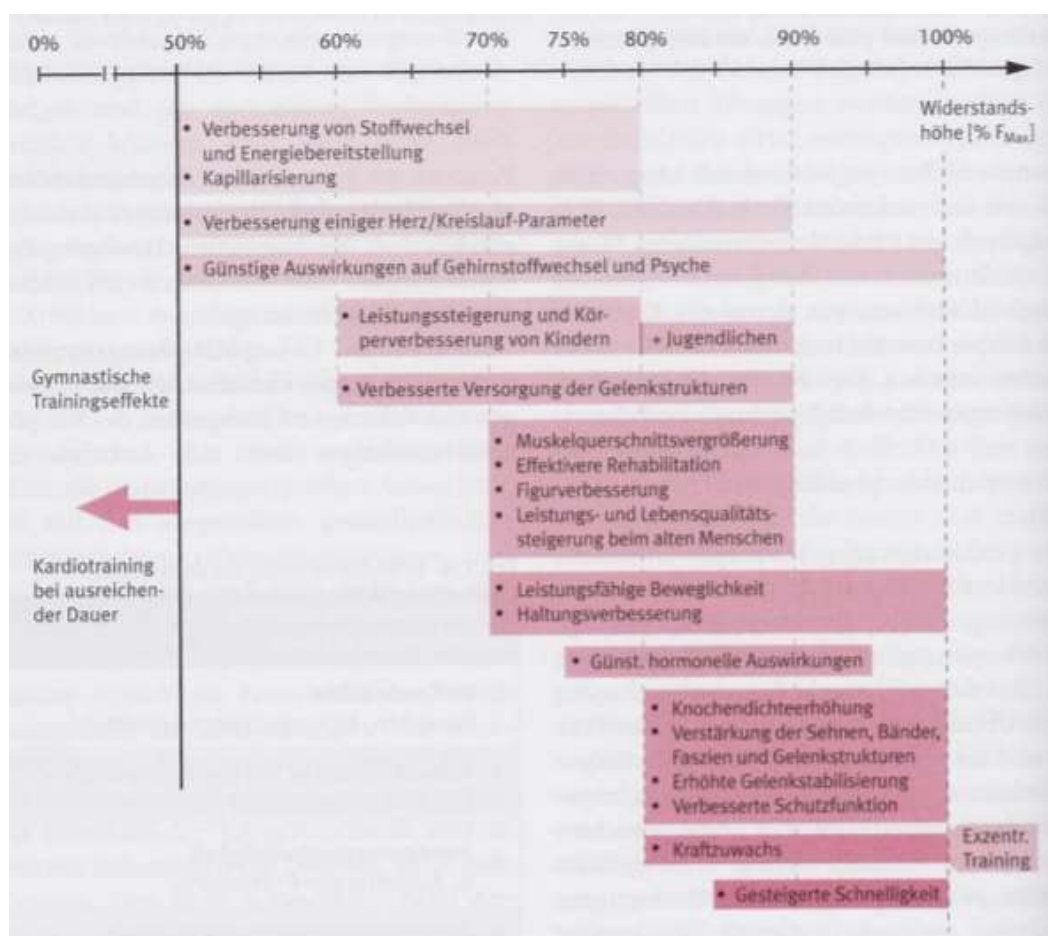 0% 50% 60% 70% 75% 80% 90% 100%
Widerstands-
höhe [% FMax]
• Verbesserung von Stoffwechsel
und Energiebereitstellung
• Kapillarisierung
• Verbesserung einiger Herz/Kreislauf-Parameter
• Günstige Auswirkungen auf Gehirnstoffwechsel und Psyche
• Leistungssteigerung und Kör-
perverbesserung von Kindern
+ Jugendlichen
Gymnastische
Trainingseffekte
• Verbesserte Versorgung der Gelenkstrukturen
• Muskelquerschnittsvergrößerung
• Effektivere Rehabilitation
• Figurverbesserung
• Leistungs- und Lebensqualitäts-
steigerung beim alten Menschen
Kardiotraining
bei ausreichen-
der Dauer
• Leistungsfähige Beweglichkeit
• Haltungsverbesserung
• Günst. hormonelle Auswirkungen
• Knochendichteerhöhung
• Verstärkung der Sehnen, Bänder,
Faszien und Gelenkstrukturen
• Erhöhte Gelenkstabilisierung
• Verbesserte Schutzfunktion
• Kraftzuwachs
Exzentr.
Training
• Gesteigerte Schnelligkeit